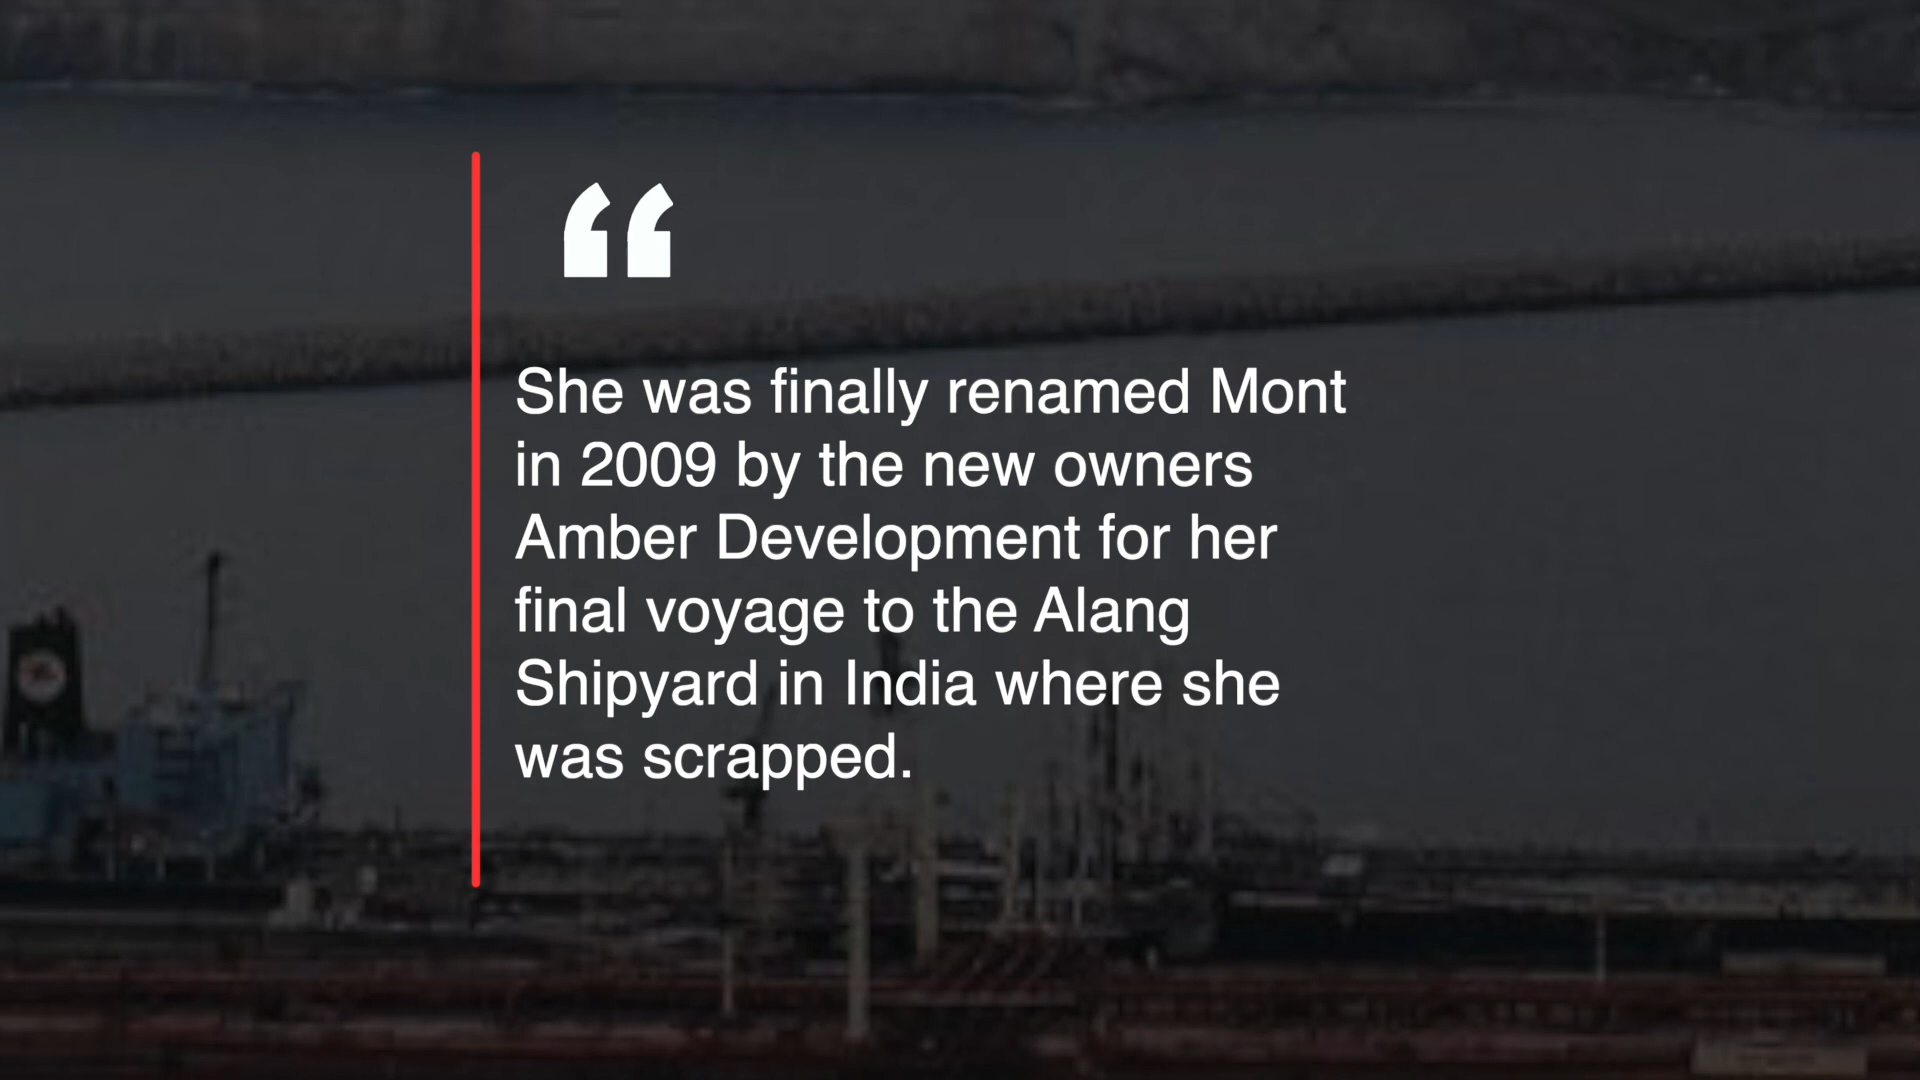 “
She was finally renamed Mont
in 2009 by the new owners
Amber Development for her
final voyage to the Alang
Shipyard in India where she
was scrapped.